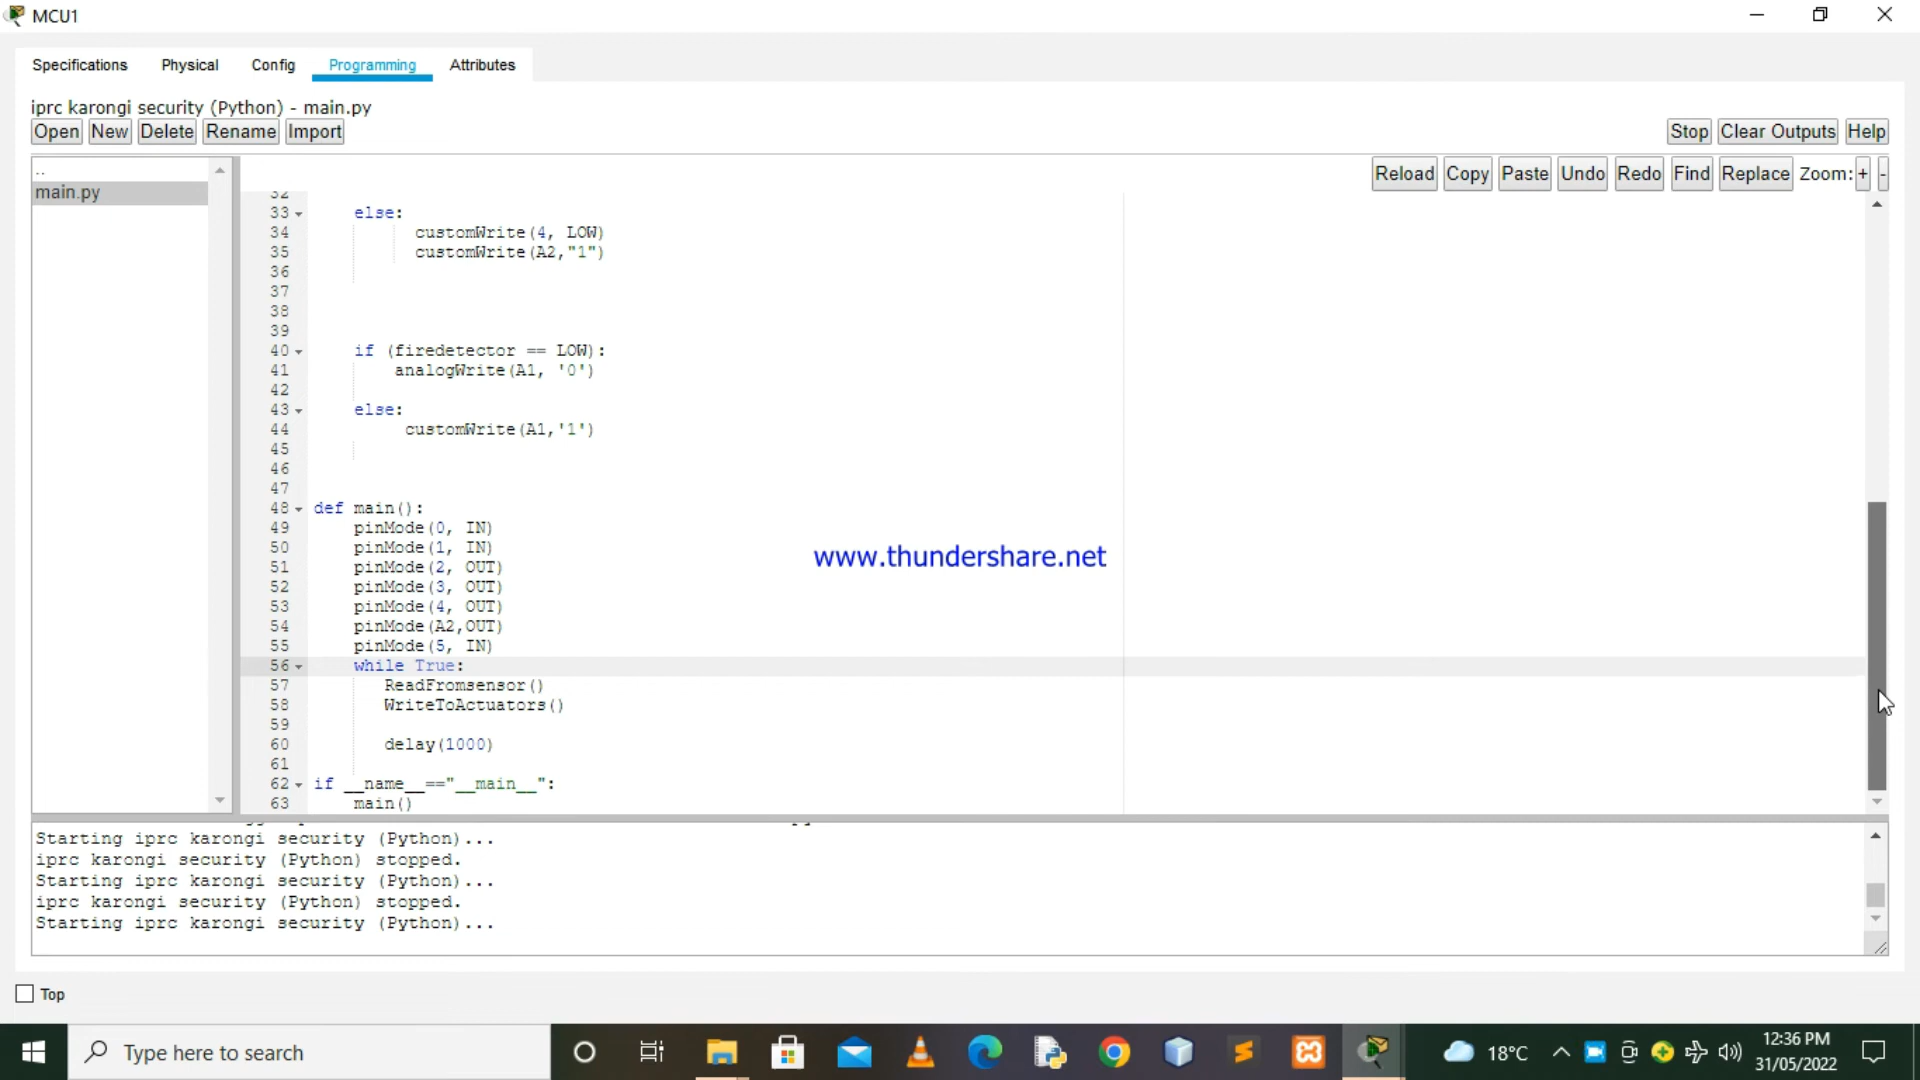 MCU1
Specifications Physical Config Programming Attributes
iprc karongi security (Python) - main.py
Open New Delete Rename Import Stop Clear Outputs Help
Reload Copy Paste Undo Redo Find Replace Zoom: + -
..
main.py
32
33 else:
34 customWrite(4, LOW)
35 customWrite(A2,"1")
36
37
38
39
40 if (firedetector == LOW):
41 analogWrite(A1, '0')
42
43 else:
44 customWrite(A1,'1')
45
46
47
48 def main():
49 pinMode(0, IN)
50 pinMode(1, IN)
51 pinMode(2, OUT)
52 pinMode(3, OUT)
53 pinMode(4, OUT)
54 pinMode(A2,OUT)
55 pinMode(5, IN)
56 while True:
57 ReadFromsensor()
58 WriteToActuators()
59
60 delay(1000)
61
62 if __name__=="__main__":
63 main()
www.thundershare.net
Starting iprc karongi security (Python)...
iprc karongi security (Python) stopped.
Starting iprc karongi security (Python)...
iprc karongi security (Python) stopped.
Starting iprc karongi security (Python)...
Top
Type here to search
18°C
12:36 PM
31/05/2022